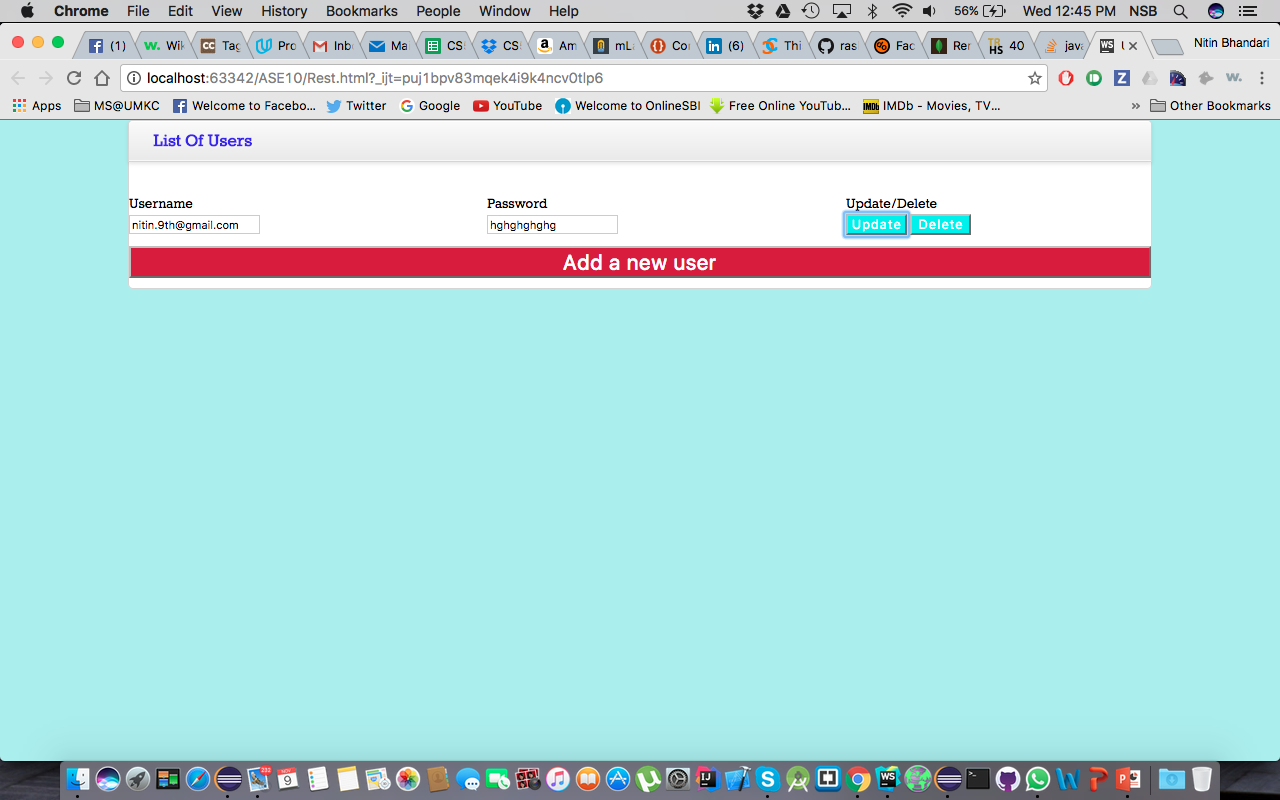 Chrome File Edit View History Bookmarks People Window Help 56% Wed 12:45 PM NSB
(1) Wik Tag Pro Inb Ma CS CS Am mL Co (6) Thi ras Fac Rer 40 java Nitin Bhandari
localhost:63342/ASE10/Rest.html?_ijt=puj1bpv83mqek4i9k4ncv0tlp6
Apps MS@UMKC Welcome to Facebo... Twitter Google YouTube Welcome to OnlineSBI Free Online YouTub... IMDb - Movies, TV... » Other Bookmarks
List Of Users
Username Password Update/Delete
nitin.9th@gmail.com hghghghghg Update Delete
Add a new user